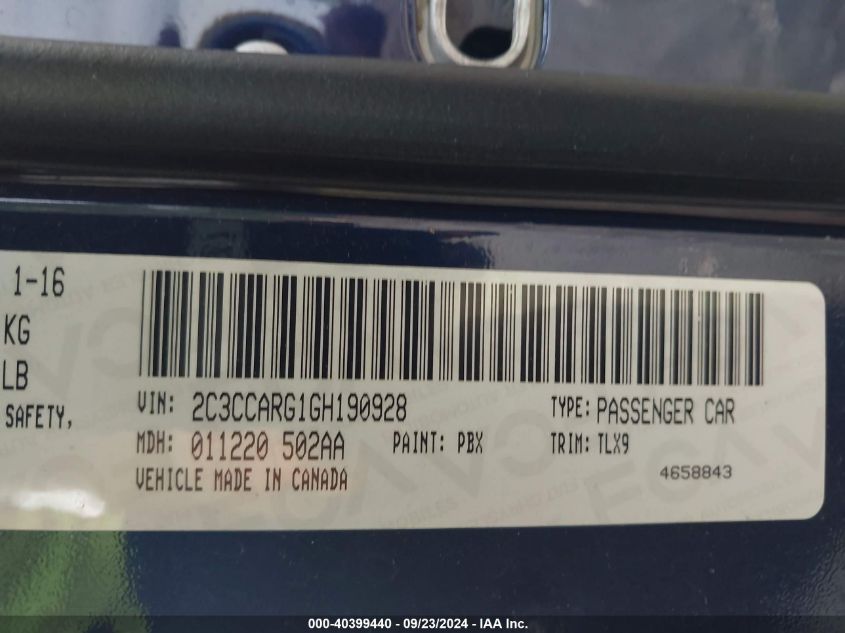 1-16
KG
LB
SAFETY,
VIN: 2C3CCARG1GH190928 TYPE: PASSENGER CAR
MDH: 011220 502AA PAINT: PBX TRIM: TLX9
VEHICLE MADE IN CANADA 4658843
000-40399440 - 09/23/2024 - IAA Inc.